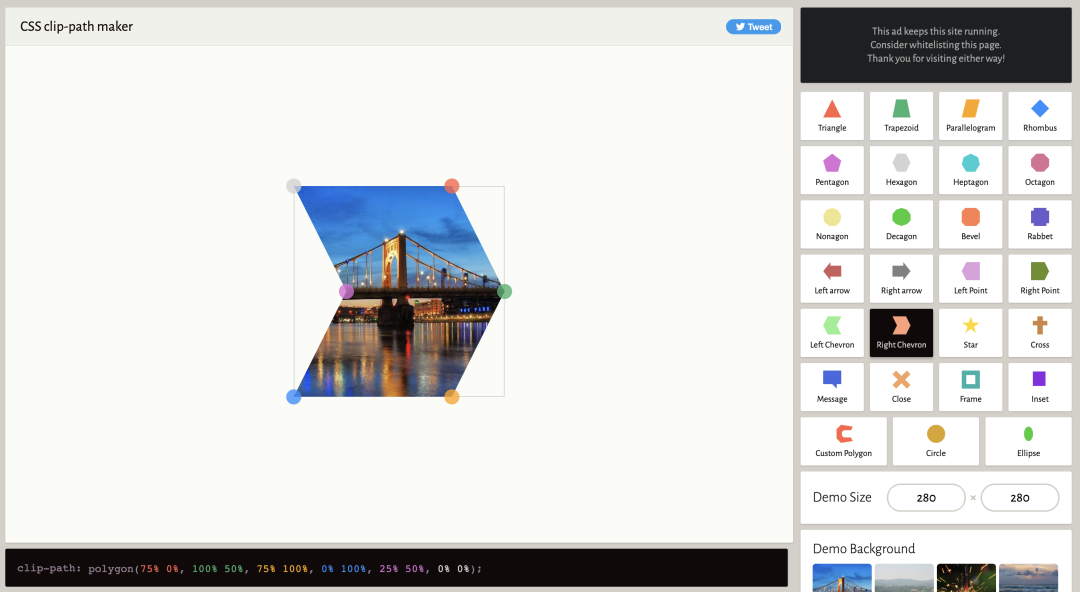 CSS clip-path maker
Tweet
clip-path: polygon(75% 0%, 100% 50%, 75% 100%, 0% 100%, 25% 50%, 0% 0%);
This ad keeps this site running.
Consider whitelisting this page.
Thank you for visiting either way!
Triangle
Trapezoid
Parallelogram
Rhombus
Pentagon
Hexagon
Heptagon
Octagon
Nonagon
Decagon
Bevel
Rabbet
Left arrow
Right arrow
Left Point
Right Point
Left Chevron
Right Chevron
Star
Cross
Message
Close
Frame
Inset
Custom Polygon
Circle
Ellipse
Demo Size 280 × 280
Demo Background